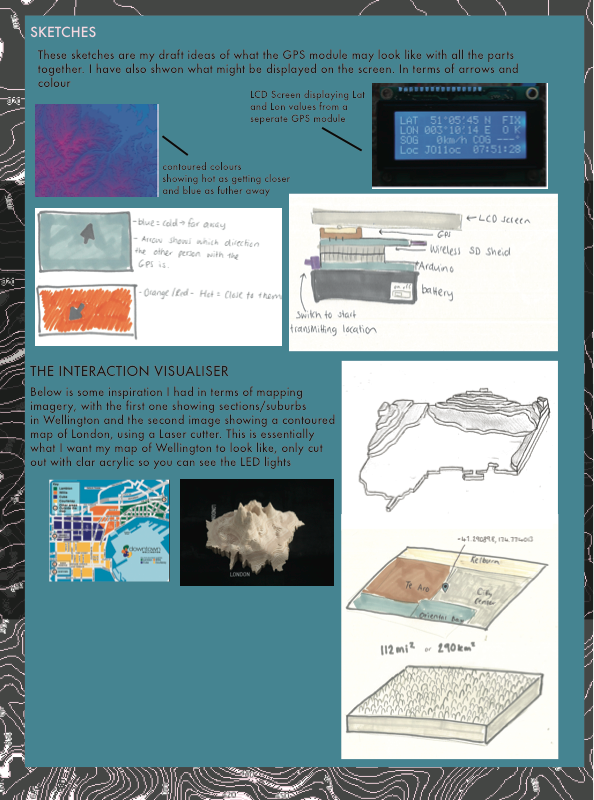 SKETCHES
These sketches are my draft ideas of what the GPS module may look like with all the parts
together. I have also shwon what might be displayed on the screen. In terms of arrows and
colour
LCD Screen displaying Lat
and Lon values from a
seperate GPS module
LAT 51°05'45 N FIX
LON 003°10'14 E O K
SOG 0km/h COG ---°
Loc JO11oc 07:51:28
contoured colours
showing hot as getting closer
and blue as futher away
- blue = cold → far away
- Arrow shows which direction
the other person with the
GPS is.
- Orange/Red - Hot = Close to them
LCD screen
GPS
Wireless SD Sheid
Arduino
battery
on off
Switch to start
transmitting location
THE INTERACTION VISUALISER
Below is some inspiration I had in terms of mapping
imagery, with the first one showing sections/suburbs
in Wellington and the second image showing a contoured
map of London, using a Laser cutter. This is essentially
what I want my map of Wellington to look like, only cut
out with clar acrylic so you can see the LED lights
downtown
LONDON
Kelburn
Te Aro
City
Center
Oriental Bay
112mi² or 290km²